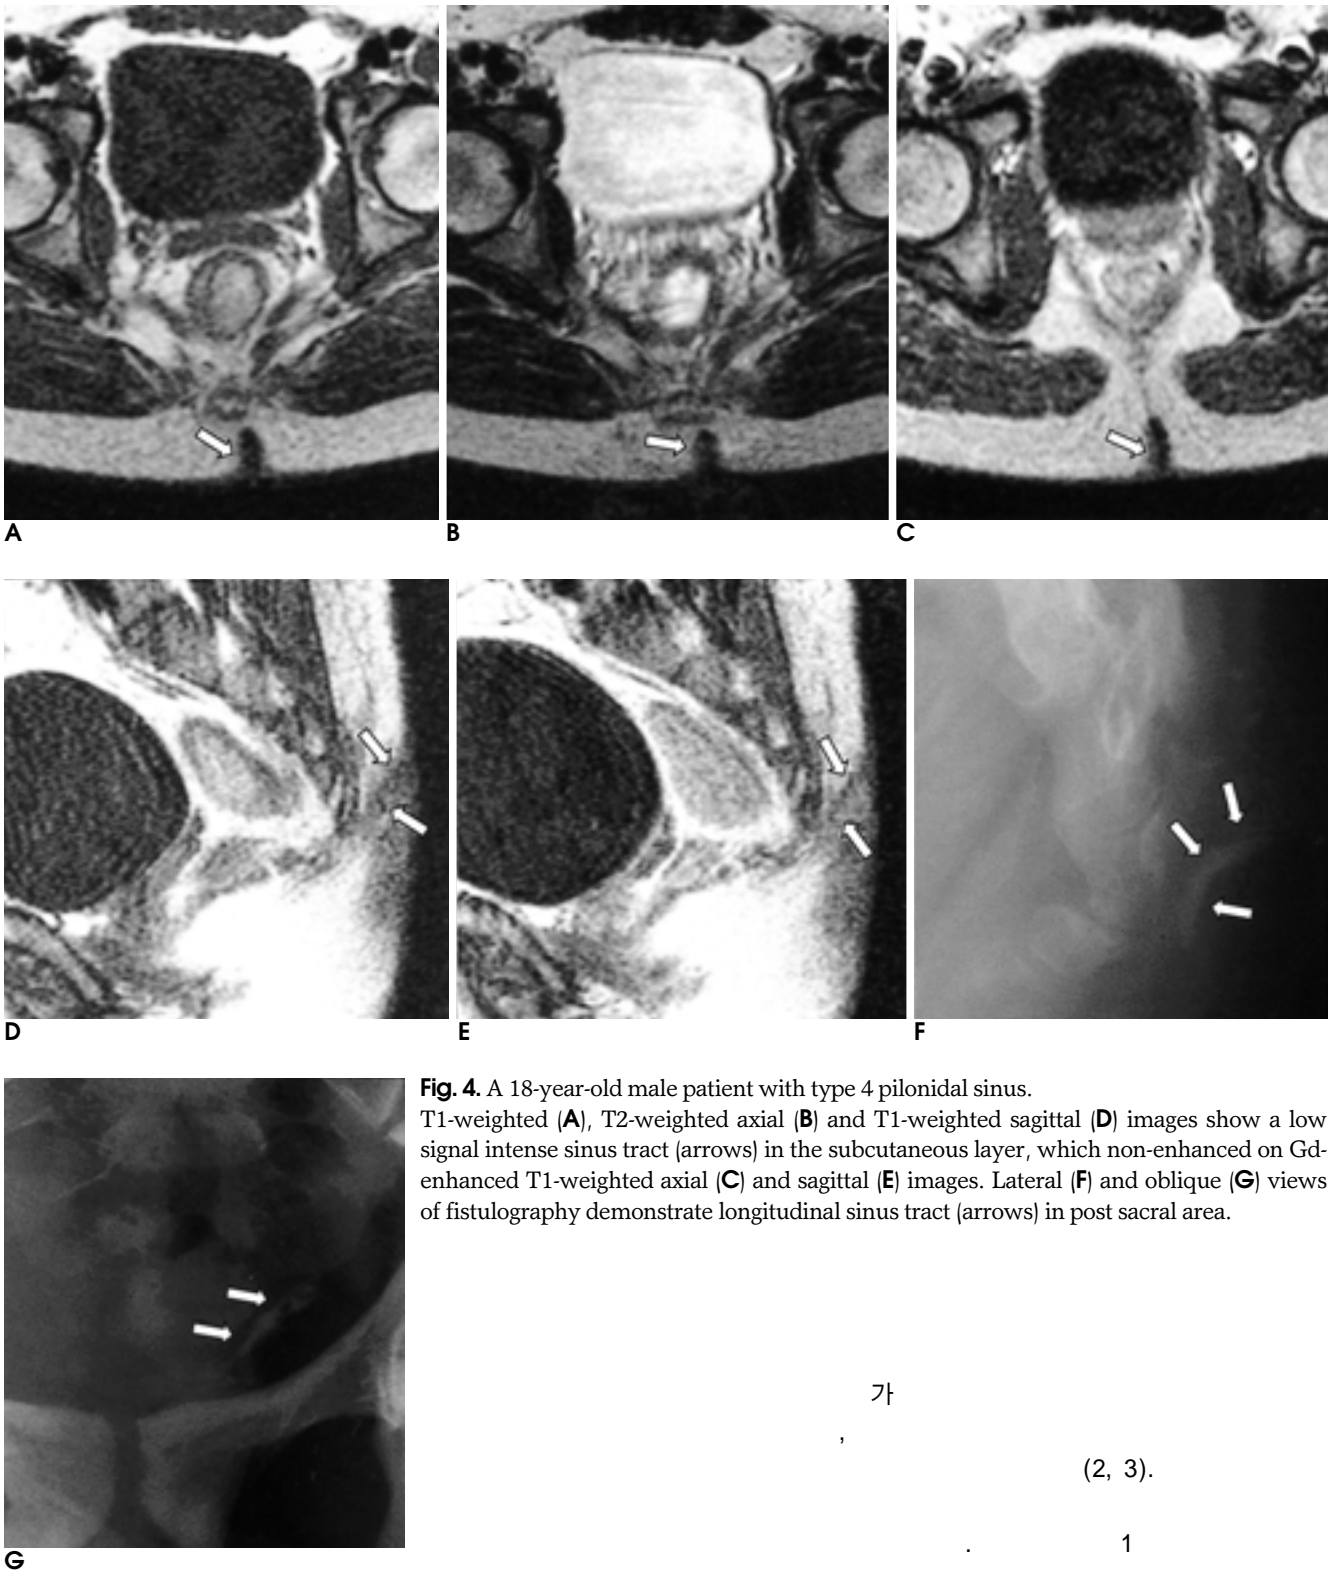 A
B
C
D
E
F
Fig. 4. A 18-year-old male patient with type 4 pilonidal sinus.
T1-weighted (A), T2-weighted axial (B) and T1-weighted sagittal (D) images show a low
signal intense sinus tract (arrows) in the subcutaneous layer, which non-enhanced on Gd-
enhanced T1-weighted axial (C) and sagittal (E) images. Lateral (F) and oblique (G) views
of fistulography demonstrate longitudinal sinus tract (arrows) in post sacral area.
가
,
(2, 3).
. 1
G